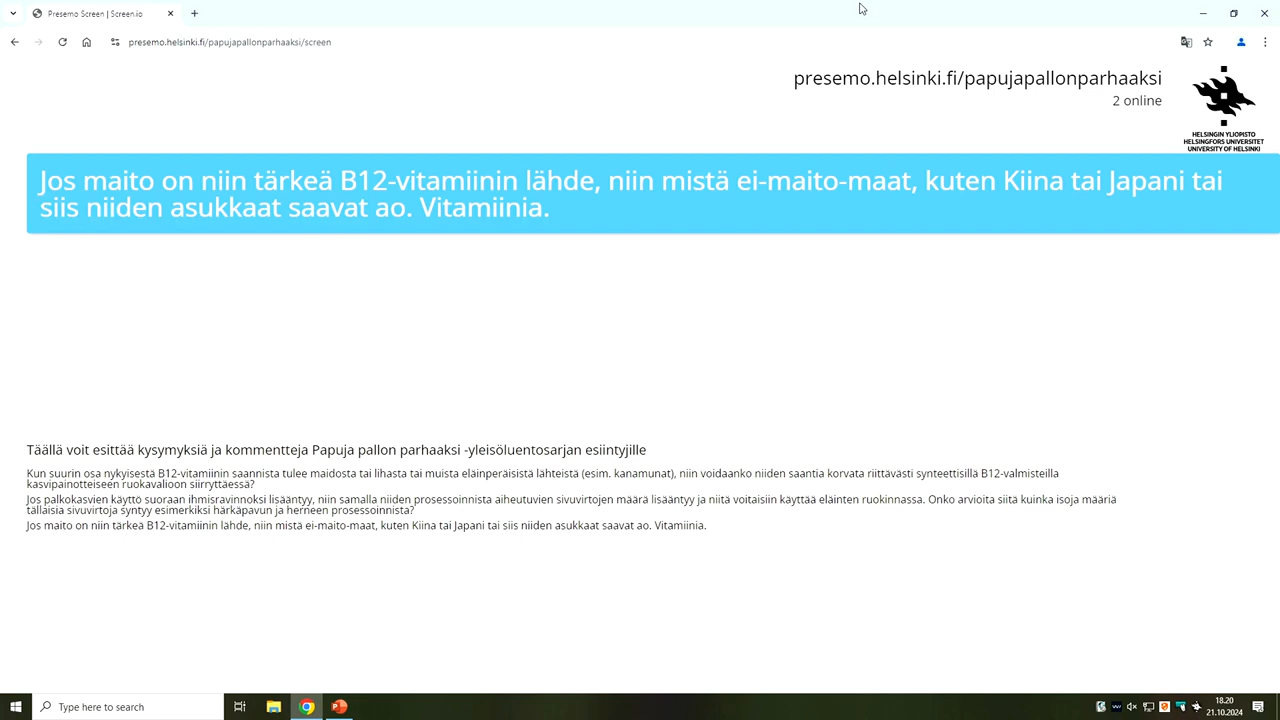 Presemo Screen | Screen.io
presemo.helsinki.fi/papujapallonparhaaksi/screen
presemo.helsinki.fi/papujapallonparhaaksi
2 online
HELSINGIN YLIOPISTO
HELSINGFORS UNIVERSITET
UNIVERSITY OF HELSINKI
Jos maito on niin tärkeä B12-vitamiinin lähde, niin mistä ei-maito-maat, kuten Kiina tai Japani tai
siis niiden asukkaat saavat ao. Vitamiinia.
Täällä voit esittää kysymyksiä ja kommentteja Papuja pallon parhaaksi -yleisöluentosarjan esiintyjille
Kun suurin osa nykyisestä B12-vitamiinin saannista tulee maidosta tai lihasta tai muista eläinperäisistä lähteistä (esim. kanamunat), niin voidaanko niiden saantia korvata riittävästi synteettisillä B12-valmisteilla
kasvipainotteiseen ruokavalioon siirryttäessä?
Jos palkokasvien käyttö suoraan ihmisravinnoksi lisääntyy, niin samalla niiden prosessoinnista aiheutuvien sivuvirtojen määrä lisääntyy ja niitä voitaisiin käyttää eläinten ruokinnassa. Onko arvioita siitä kuinka isoja määriä
tällaisia sivuvirtoja syntyy esimerkiksi härkäpavun ja herneen prosessoinnista?
Jos maito on niin tärkeä B12-vitamiinin lähde, niin mistä ei-maito-maat, kuten Kiina tai Japani tai siis niiden asukkaat saavat ao. Vitamiinia.
Type here to search
18.20
21.10.2024